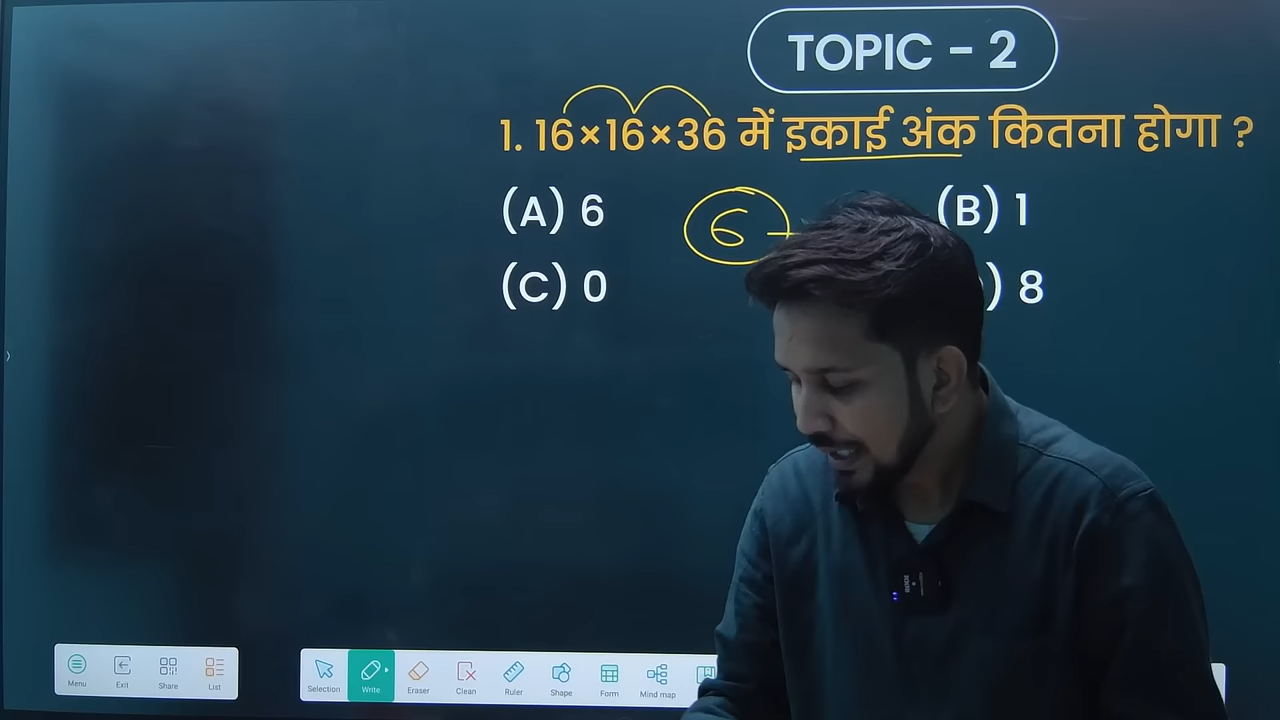 TOPIC - 2
1. 16×16×36 में इकाई अंक कितना होगा ?
(A) 6
6
(B) 1
(C) 0
) 8
Menu
Exit
Share
List
Selection
Write
Eraser
Clean
Ruler
Shape
Form
Mind map